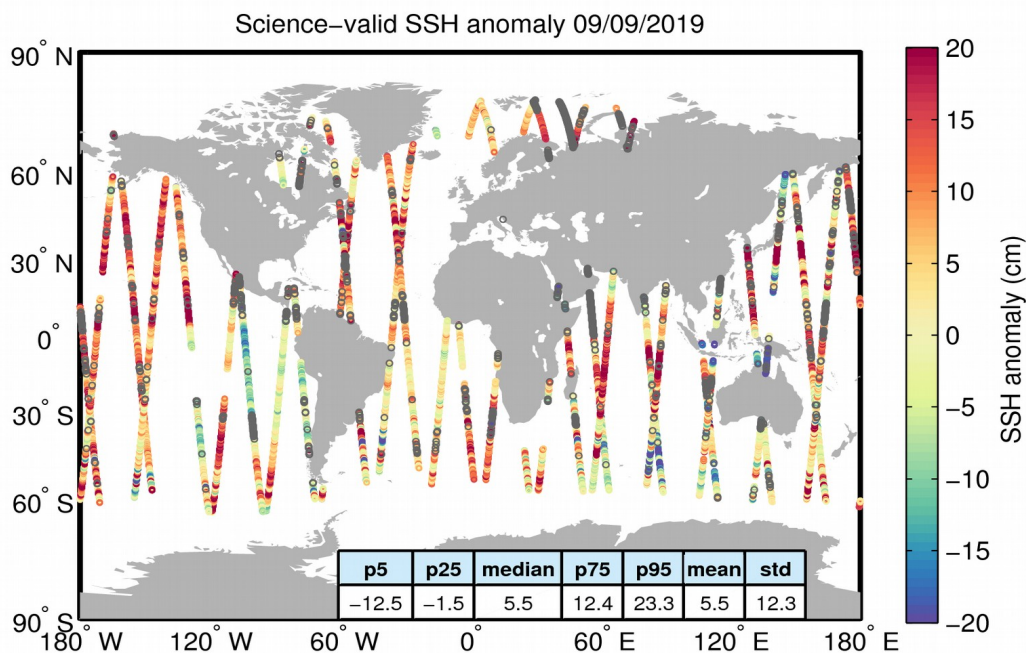 Science−valid SSH anomaly 09/09/2019
90° N
60° N
30° N
0°
30° S
60° S
90° S
180° W
120° W
60° W
0°
60° E
120° E
180° E
p5 p25 median p75 p95 mean std
−12.5 −1.5 5.5 12.4 23.3 5.5 12.3
20
15
10
5
0
−5
−10
−15
−20
SSH anomaly (cm)